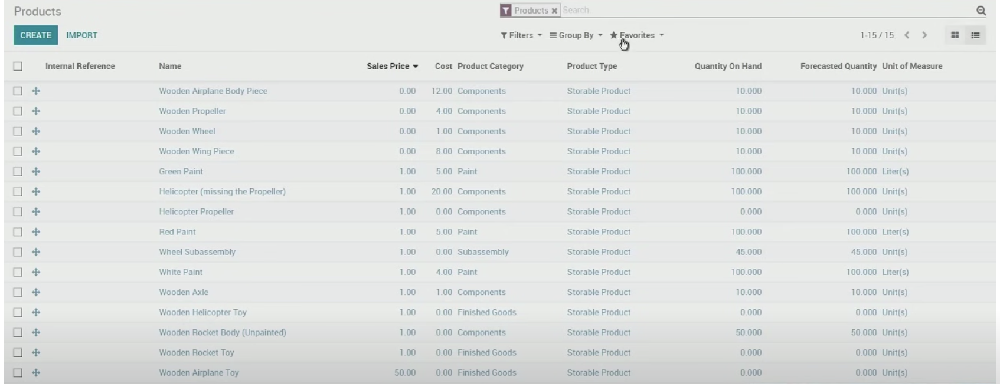 Products Products × Search
CREATE IMPORT Filters Group By Favorites 1-15 / 15
Internal Reference Name Sales Price Cost Product Category Product Type Quantity On Hand Forecasted Quantity Unit of Measure
Wooden Airplane Body Piece 0.00 12.00 Components Storable Product 10.000 10.000 Unit(s)
Wooden Propeller 0.00 4.00 Components Storable Product 10.000 10.000 Unit(s)
Wooden Wheel 0.00 1.00 Components Storable Product 10.000 10.000 Unit(s)
Wooden Wing Piece 0.00 8.00 Components Storable Product 10.000 10.000 Unit(s)
Green Paint 1.00 5.00 Paint Storable Product 100.000 100.000 Liter(s)
Helicopter (missing the Propeller) 1.00 20.00 Components Storable Product 100.000 100.000 Unit(s)
Helicopter Propeller 1.00 0.00 Components Storable Product 0.000 0.000 Unit(s)
Red Paint 1.00 5.00 Paint Storable Product 100.000 100.000 Liter(s)
Wheel Subassembly 1.00 0.00 Subassembly Storable Product 45.000 45.000 Unit(s)
White Paint 1.00 4.00 Paint Storable Product 100.000 100.000 Liter(s)
Wooden Axle 1.00 1.00 Components Storable Product 10.000 10.000 Unit(s)
Wooden Helicopter Toy 1.00 0.00 Finished Goods Storable Product 0.000 0.000 Unit(s)
Wooden Rocket Body (Unpainted) 1.00 0.00 Components Storable Product 50.000 50.000 Unit(s)
Wooden Rocket Toy 1.00 0.00 Finished Goods Storable Product 0.000 0.000 Unit(s)
Wooden Airplane Toy 50.00 0.00 Finished Goods Storable Product 0.000 0.000 Unit(s)